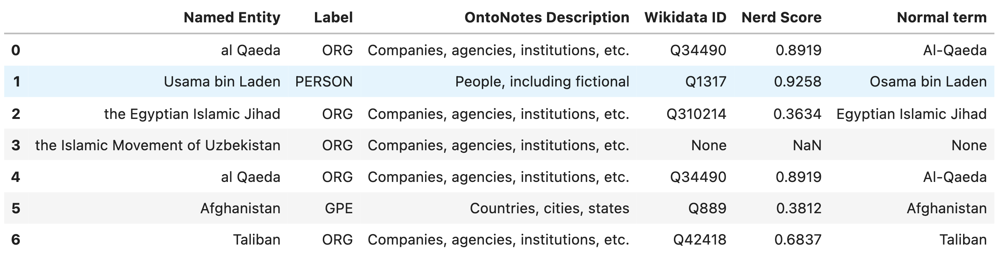 Named Entity Label OntoNotes Description Wikidata ID Nerd Score Normal term
0 al Qaeda ORG Companies, agencies, institutions, etc. Q34490 0.8919 Al-Qaeda
1 Usama bin Laden PERSON People, including fictional Q1317 0.9258 Osama bin Laden
2 the Egyptian Islamic Jihad ORG Companies, agencies, institutions, etc. Q310214 0.3634 Egyptian Islamic Jihad
3 the Islamic Movement of Uzbekistan ORG Companies, agencies, institutions, etc. None NaN None
4 al Qaeda ORG Companies, agencies, institutions, etc. Q34490 0.8919 Al-Qaeda
5 Afghanistan GPE Countries, cities, states Q889 0.3812 Afghanistan
6 Taliban ORG Companies, agencies, institutions, etc. Q42418 0.6837 Taliban